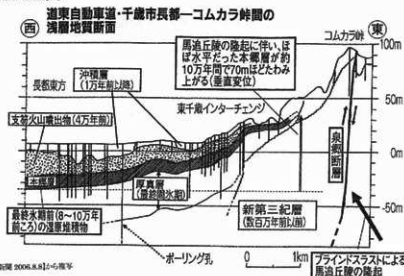 道東自動車道・千歳市長都―コムカラ峠間の
浅層地質断面
西
東
コムカラ峠
100m
50m
0m
-50m
馬追丘陵の隆起に伴い、ほ
ぼ水平だった本郷層が約
10万年間で70mほどたわみ
上がる(垂直変位)
長都東方
沖積層
(1万年前以降)
東千歳インターチェンジ
支笏火山噴出物(4万年前)
本郷層
厚真層
(最終間氷期)
泉郷断層
最終氷期前(8〜10万年
前ころ)の湿原堆積物
新第三紀層
(数百万年前以前)
ボーリング孔
0
1km
ブラインドスラストによる
馬追丘陵の隆起
聞 2006.8.8]から複写